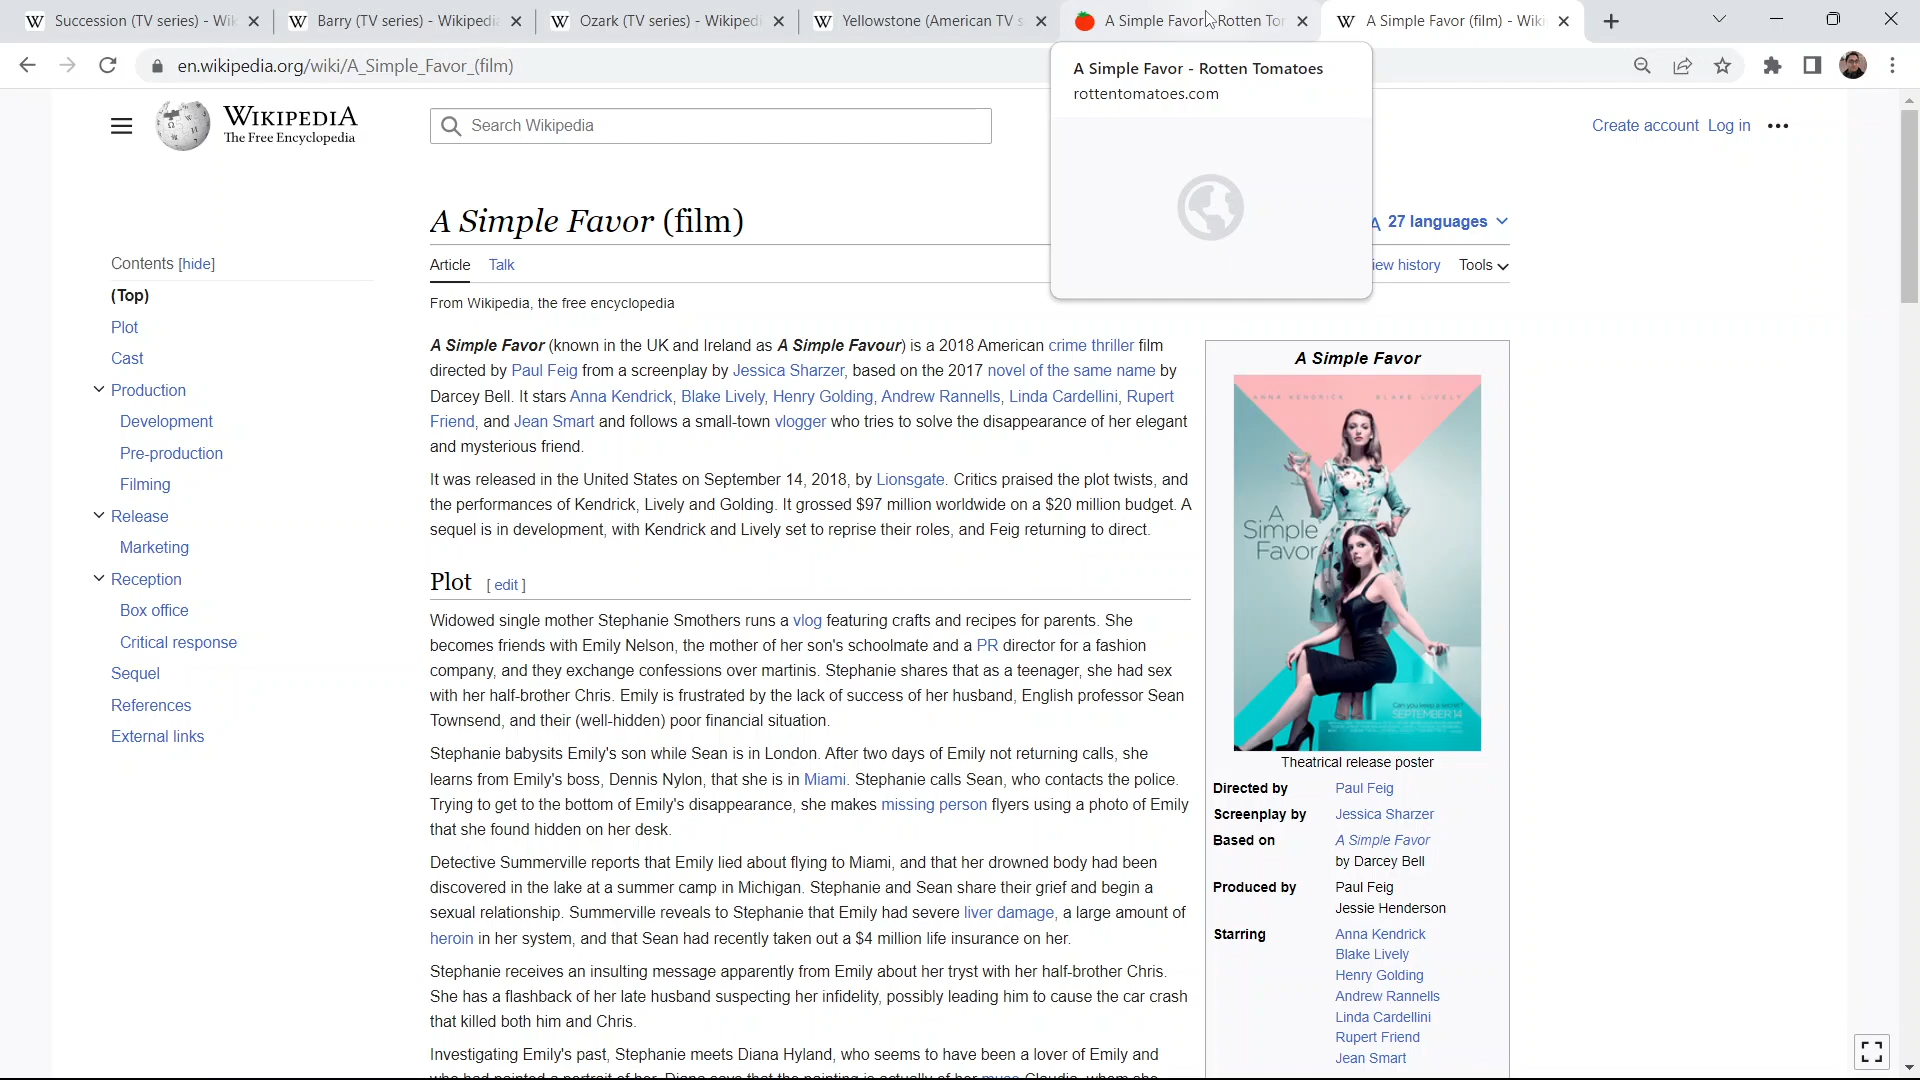 Succession (TV series) - Wik
Barry (TV series) - Wikipedia
Ozark (TV series) - Wikipedi
Yellowstone (American TV s
A Simple Favor - Rotten Tor
A Simple Favor (film) - Wiki
en.wikipedia.org/wiki/A_Simple_Favor_(film)
A Simple Favor - Rotten Tomatoes
rottentomatoes.com
WIKIPEDIA
The Free Encyclopedia
Search Wikipedia
Create account Log in
A Simple Favor (film)
27 languages
Contents [hide]
(Top)
Plot
Cast
Production
Development
Pre-production
Filming
Release
Marketing
Reception
Box office
Critical response
Sequel
References
External links
Article Talk
iew history Tools
From Wikipedia, the free encyclopedia
A Simple Favor (known in the UK and Ireland as A Simple Favour) is a 2018 American crime thriller film
directed by Paul Feig from a screenplay by Jessica Sharzer, based on the 2017 novel of the same name by
Darcey Bell. It stars Anna Kendrick, Blake Lively, Henry Golding, Andrew Rannells, Linda Cardellini, Rupert
Friend, and Jean Smart and follows a small-town vlogger who tries to solve the disappearance of her elegant
and mysterious friend.
It was released in the United States on September 14, 2018, by Lionsgate. Critics praised the plot twists, and
the performances of Kendrick, Lively and Golding. It grossed $97 million worldwide on a $20 million budget. A
sequel is in development, with Kendrick and Lively set to reprise their roles, and Feig returning to direct.
Plot [ edit ]
Widowed single mother Stephanie Smothers runs a vlog featuring crafts and recipes for parents. She
becomes friends with Emily Nelson, the mother of her son's schoolmate and a PR director for a fashion
company, and they exchange confessions over martinis. Stephanie shares that as a teenager, she had sex
with her half-brother Chris. Emily is frustrated by the lack of success of her husband, English professor Sean
Townsend, and their (well-hidden) poor financial situation.
Stephanie babysits Emily's son while Sean is in London. After two days of Emily not returning calls, she
learns from Emily's boss, Dennis Nylon, that she is in Miami. Stephanie calls Sean, who contacts the police.
Trying to get to the bottom of Emily's disappearance, she makes missing person flyers using a photo of Emily
that she found hidden on her desk.
Detective Summerville reports that Emily lied about flying to Miami, and that her drowned body had been
discovered in the lake at a summer camp in Michigan. Stephanie and Sean share their grief and begin a
sexual relationship. Summerville reveals to Stephanie that Emily had severe liver damage, a large amount of
heroin in her system, and that Sean had recently taken out a $4 million life insurance on her.
Stephanie receives an insulting message apparently from Emily about her tryst with her half-brother Chris.
She has a flashback of her late husband suspecting her infidelity, possibly leading him to cause the car crash
that killed both him and Chris.
Investigating Emily's past, Stephanie meets Diana Hyland, who seems to have been a lover of Emily and
A Simple Favor
ANNA KENDRICK BLAKE LIVELY
A
Simple
Favor
Can you keep a secret?
SEPTEMBER 14
Theatrical release poster
Directed by Paul Feig
Screenplay by Jessica Sharzer
Based on A Simple Favor
by Darcey Bell
Produced by Paul Feig
Jessie Henderson
Starring Anna Kendrick
Blake Lively
Henry Golding
Andrew Rannells
Linda Cardellini
Rupert Friend
Jean Smart